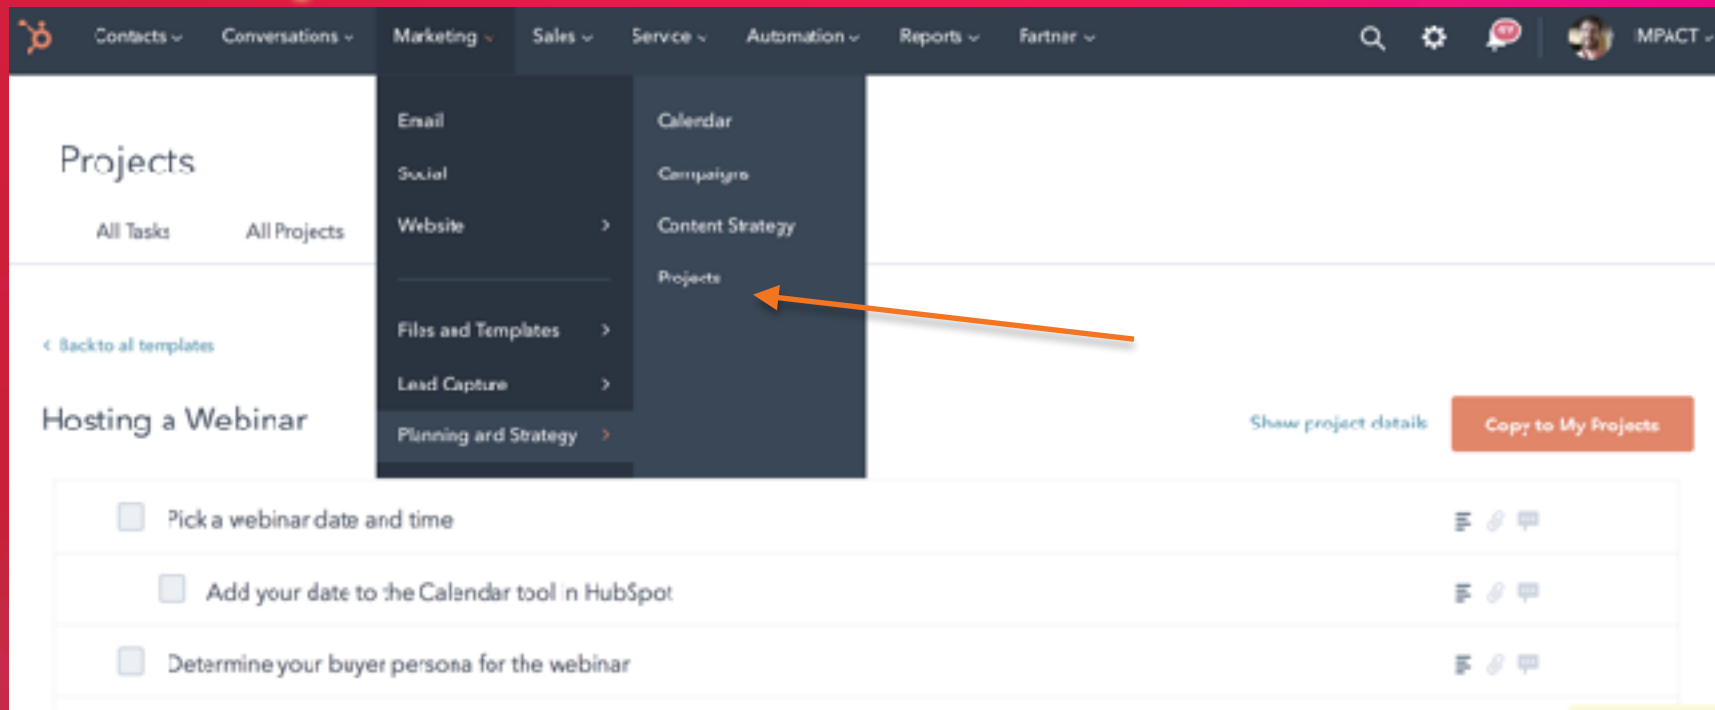 Contacts Conversations Marketing Sales Service Automation Reports Partner IMPACT
Projects
All Tasks All Projects
Email
Social
Website
Files and Templates
Lead Capture
Planning and Strategy
Calendar
Campaigns
Content Strategy
Projects
Back to all templates
Hosting a Webinar
Show project details
Copy to My Projects
Pick a webinar date and time
Add your date to the Calendar tool in HubSpot
Determine your buyer persona for the webinar